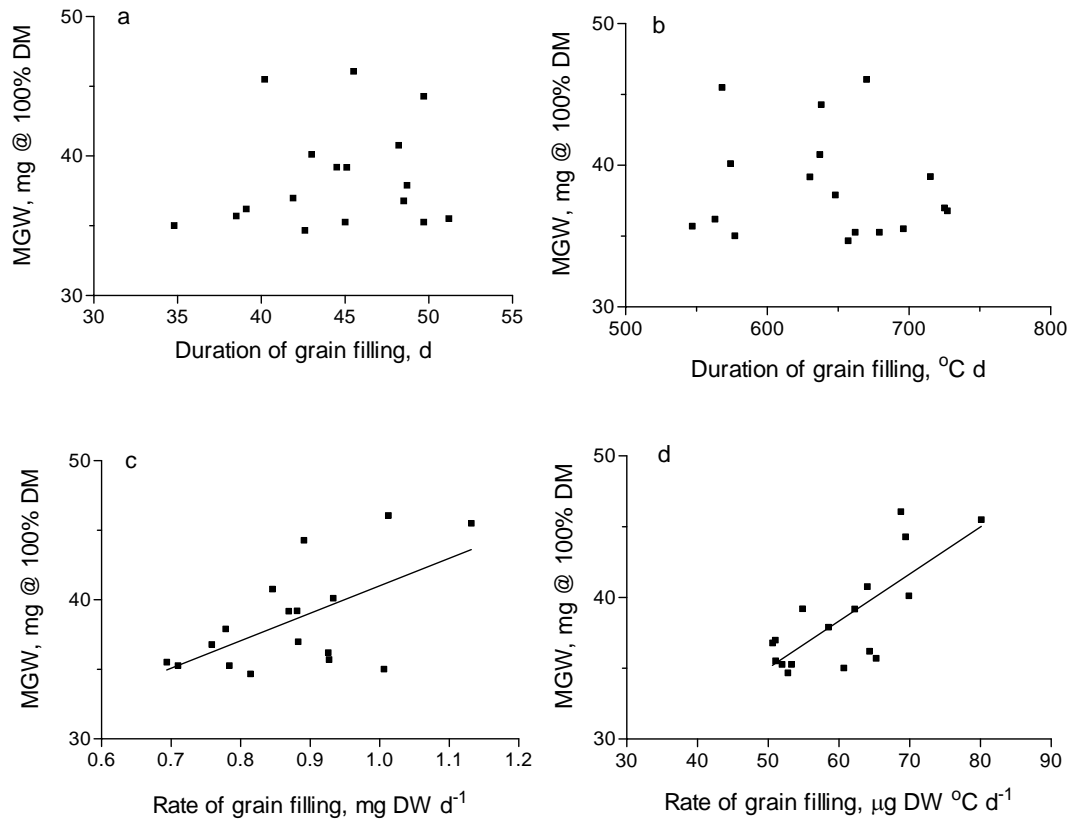 a
50
40
30
MGW, mg @ 100% DM
30 35 40 45 50 55
Duration of grain filling, d
b
50
40
30
MGW, mg @ 100% DM
500 600 700 800
Duration of grain filling, °C d
c
50
40
30
MGW, mg @ 100% DM
0.6 0.7 0.8 0.9 1.0 1.1 1.2
Rate of grain filling, mg DW d⁻¹
d
50
40
30
MGW, mg @ 100% DM
30 40 50 60 70 80 90
Rate of grain filling, µg DW °C d⁻¹